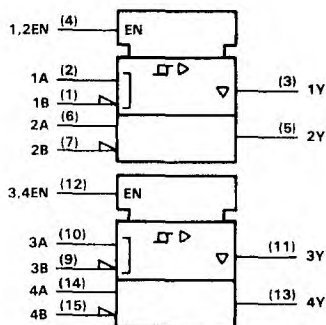 1,2EN (4) EN
1A (2) (3) 1Y
1B (1)
2A (6) (5) 2Y
2B (7)
3,4EN (12) EN
3A (10) (11) 3Y
3B (9)
4A (14) (13) 4Y
4B (15)